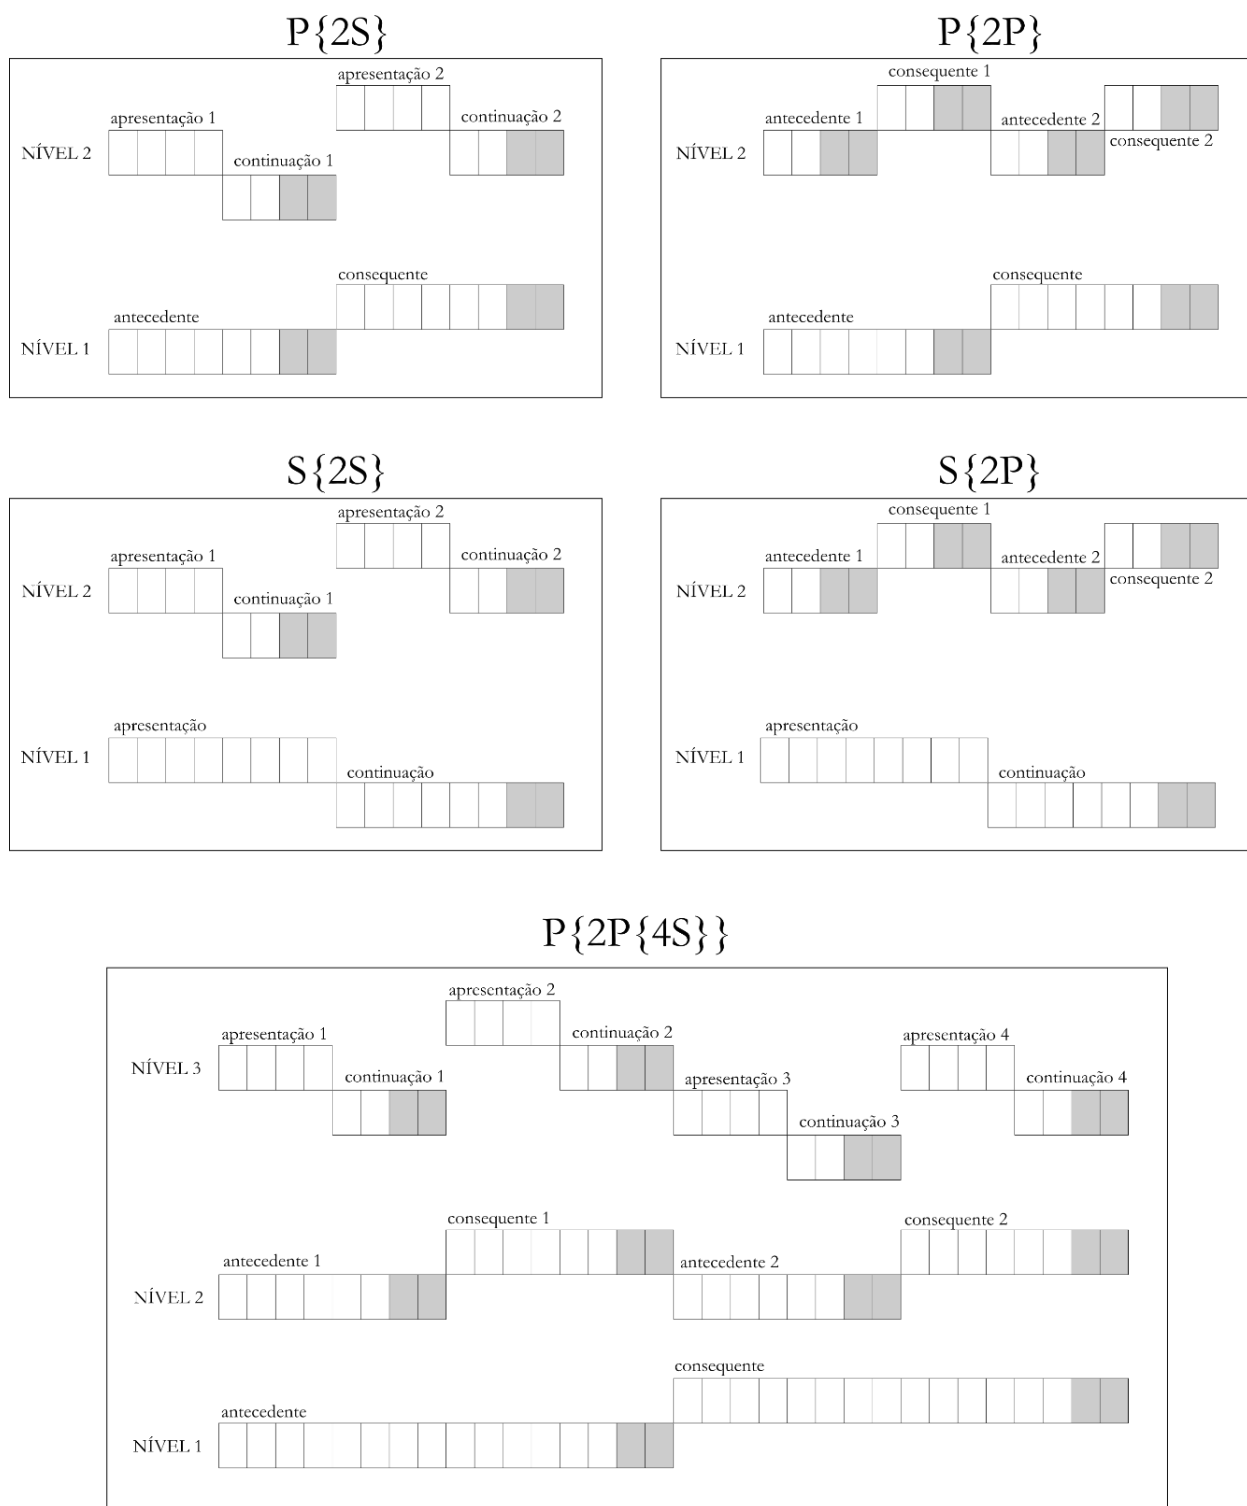 P{2S}
apresentação 2
apresentação 1
continuação 2
NÍVEL 2
continuação 1
consequente
antecedente
NÍVEL 1
P{2P}
consequente 1
antecedente 1
antecedente 2
NÍVEL 2
consequente 2
consequente
antecedente
NÍVEL 1
S{2S}
apresentação 2
apresentação 1
continuação 2
NÍVEL 2
continuação 1
apresentação
NÍVEL 1
continuação
S{2P}
consequente 1
antecedente 1
antecedente 2
NÍVEL 2
consequente 2
apresentação
NÍVEL 1
continuação
P{2P{4S}}
apresentação 2
apresentação 1
continuação 2
apresentação 4
NÍVEL 3
continuação 1
apresentação 3
continuação 4
continuação 3
consequente 1
consequente 2
antecedente 1
antecedente 2
NÍVEL 2
consequente
antecedente
NÍVEL 1